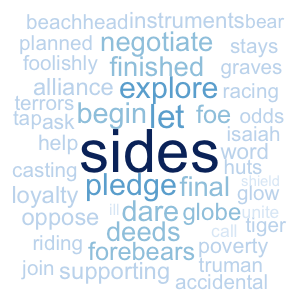 beachhead instruments bear
planned negotiate stays
foolishly finished graves
alliance explore racing
terrors begin let foe odds
tap ask isaiah
help sides word
casting huts
loyalty pledge final shield glow
oppose ill dare globe unite
deeds call tiger
riding forebears poverty
join supporting truman
accidental